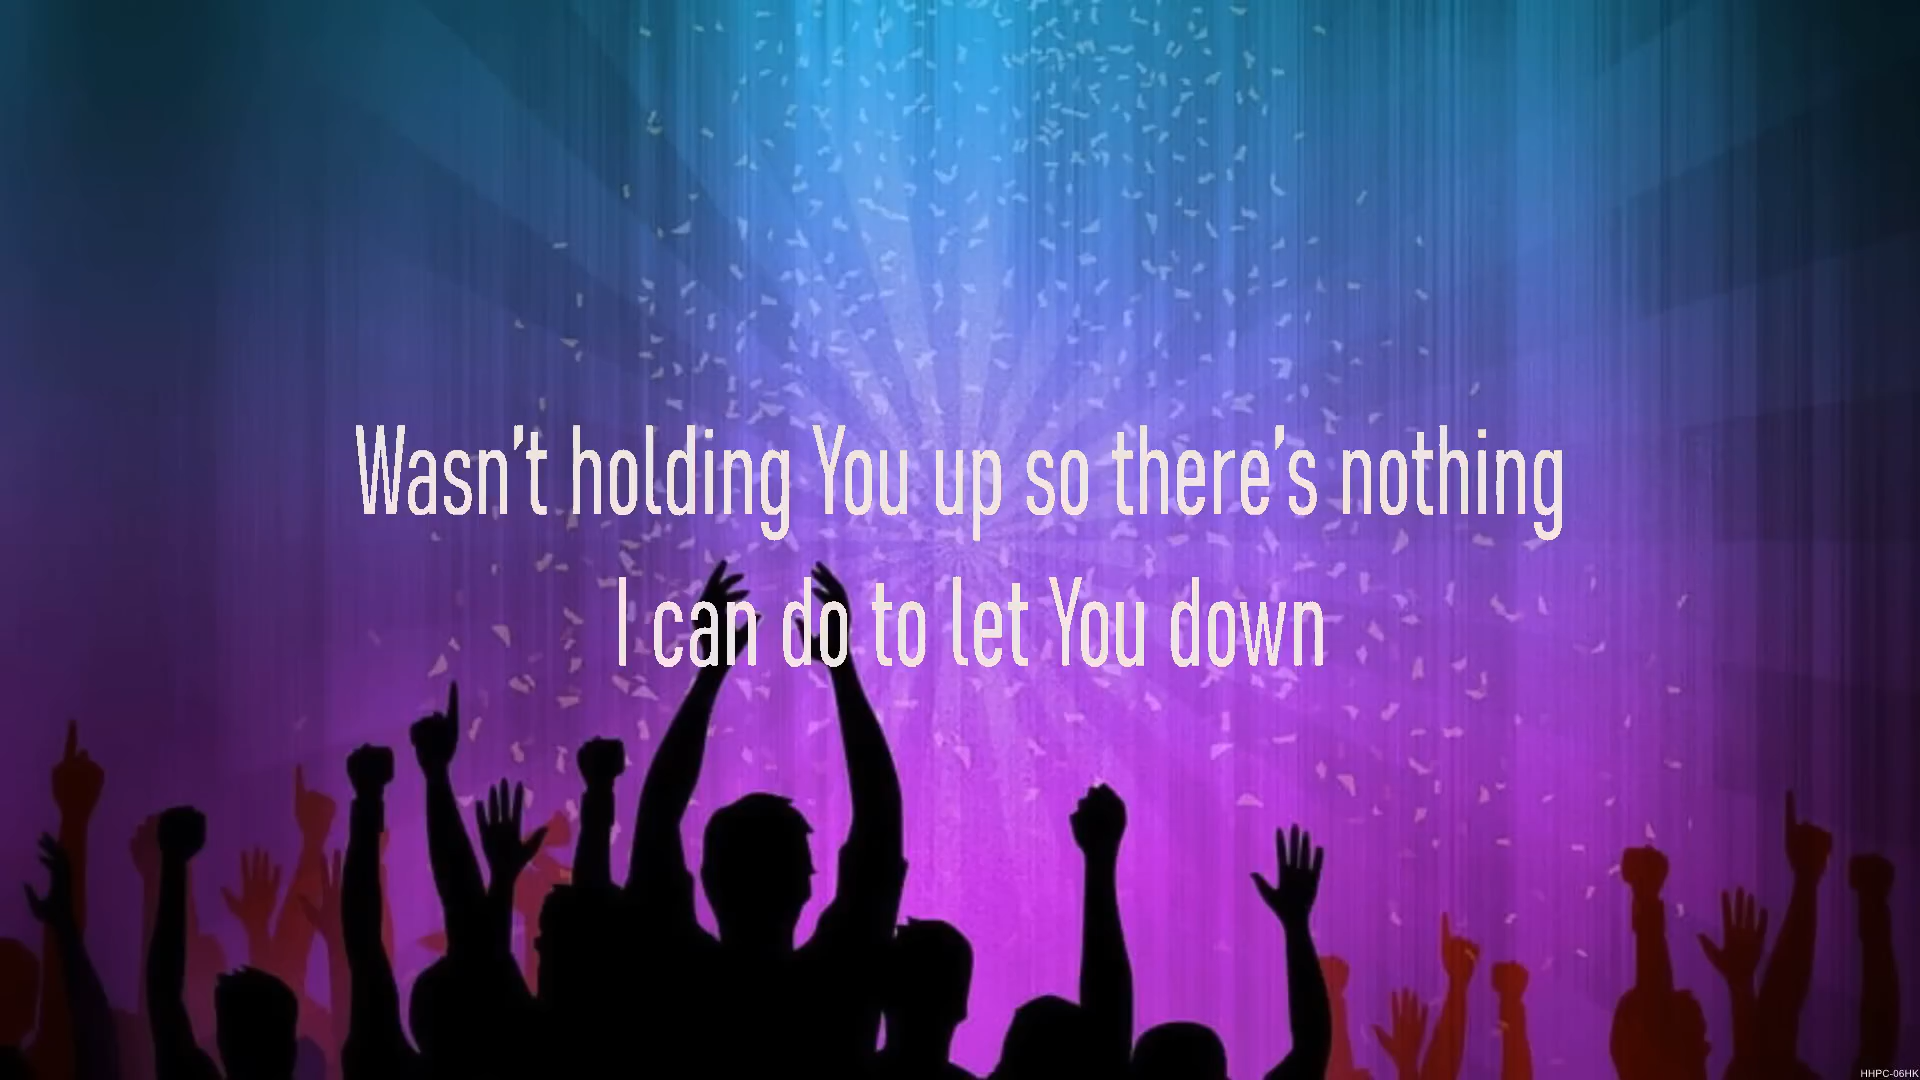 Wasn't holding You up so there's nothing
I can do to let You down
HHPC-06HK